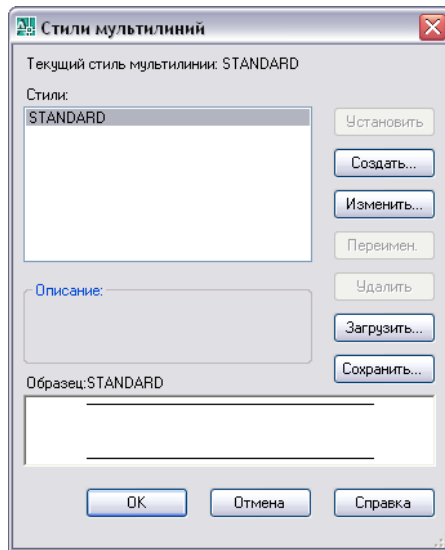 Стили мультилиний
Текущий стиль мультилинии: STANDARD
Стили:
STANDARD
Установить
Создать...
Изменить...
Переимен.
Удалить
Загрузить...
Сохранить...
Описание:
Образец:STANDARD
OK
Отмена
Справка